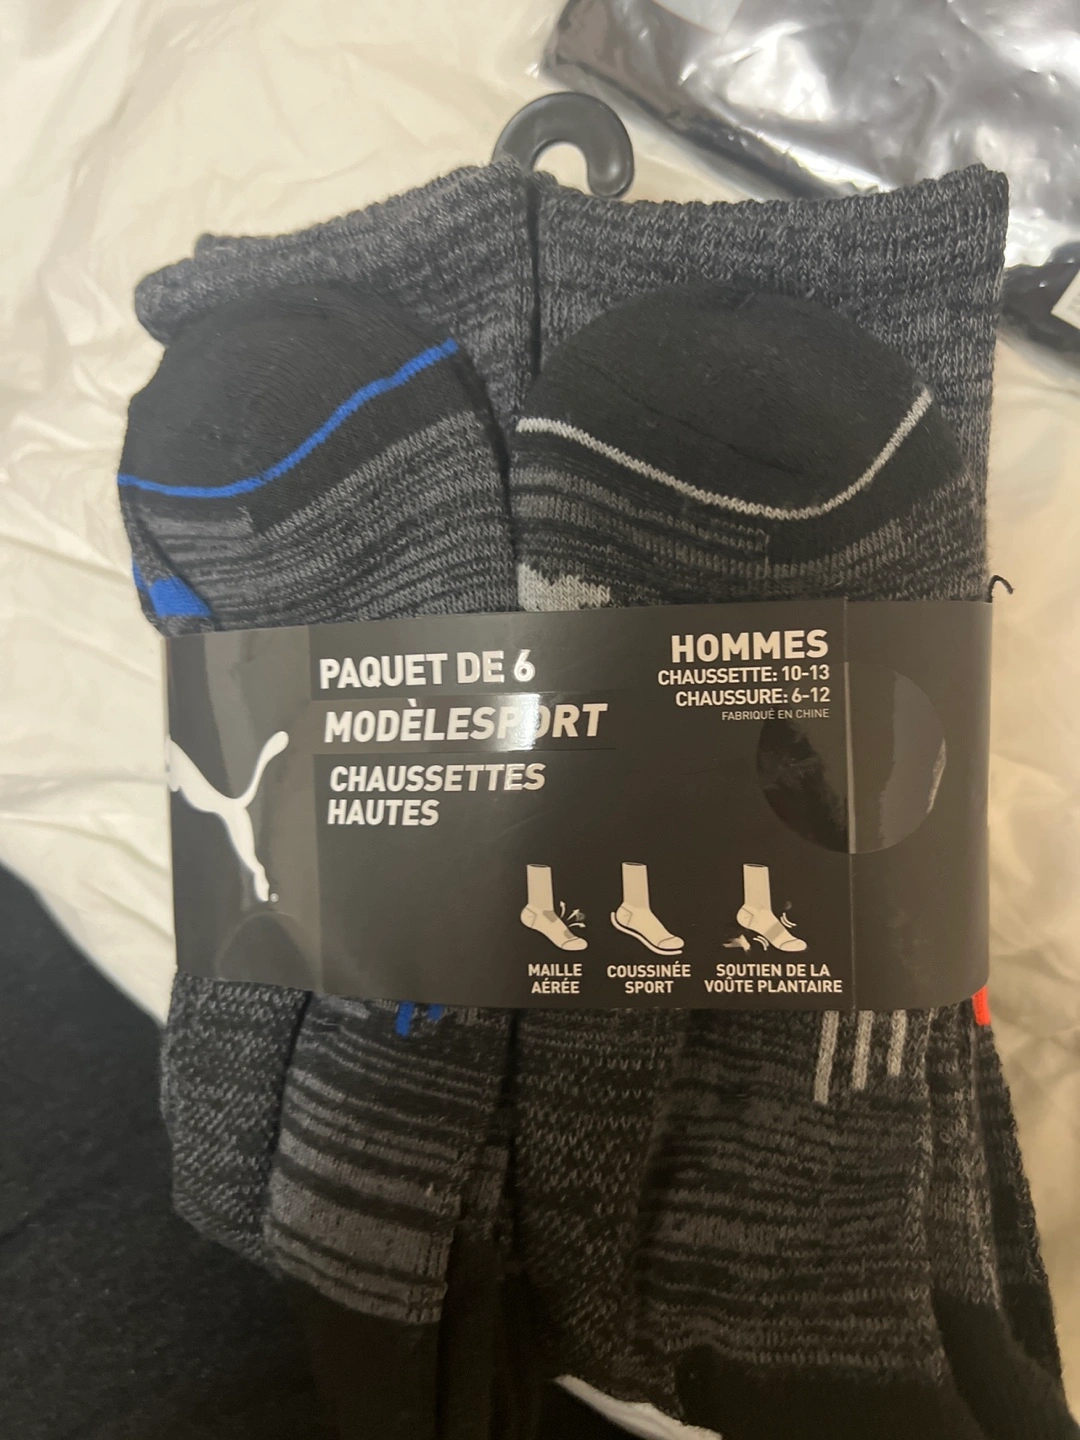 PAQUET DE 6
MODÈLESPORT
CHAUSSETTES
HAUTES
HOMMES
CHAUSSETTE: 10-13
CHAUSSURE: 6-12
FABRIQUÉ EN CHINE
MAILLE
AÉRÉE
COUSSINÉE
SPORT
SOUTIEN DE LA
VOÛTE PLANTAIRE